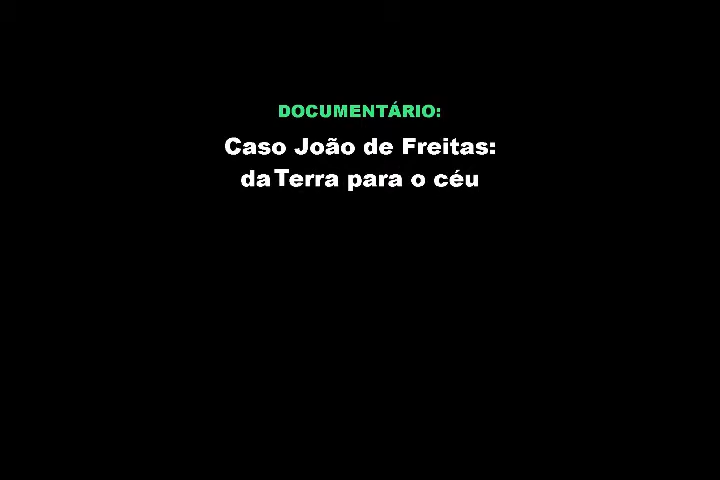 DOCUMENTÁRIO:
Caso João de Freitas:
da Terra para o céu